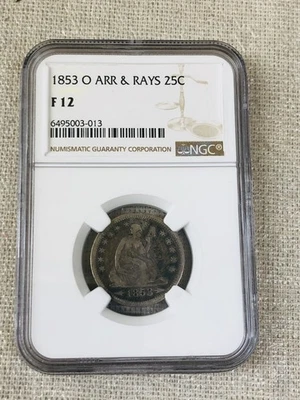 1853 O ARR & RAYS 25C
F 12
6495003-013
NUMISMATIC GUARANTY CORPORATION NGC®
1853